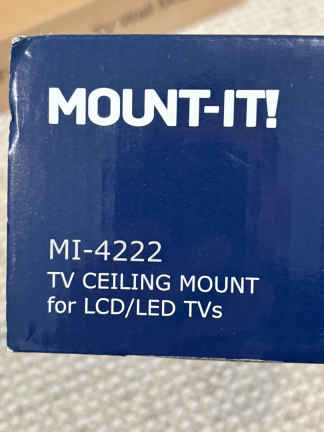 MOUNT-IT!
MI-4222
TV CEILING MOUNT
for LCD/LED TVs